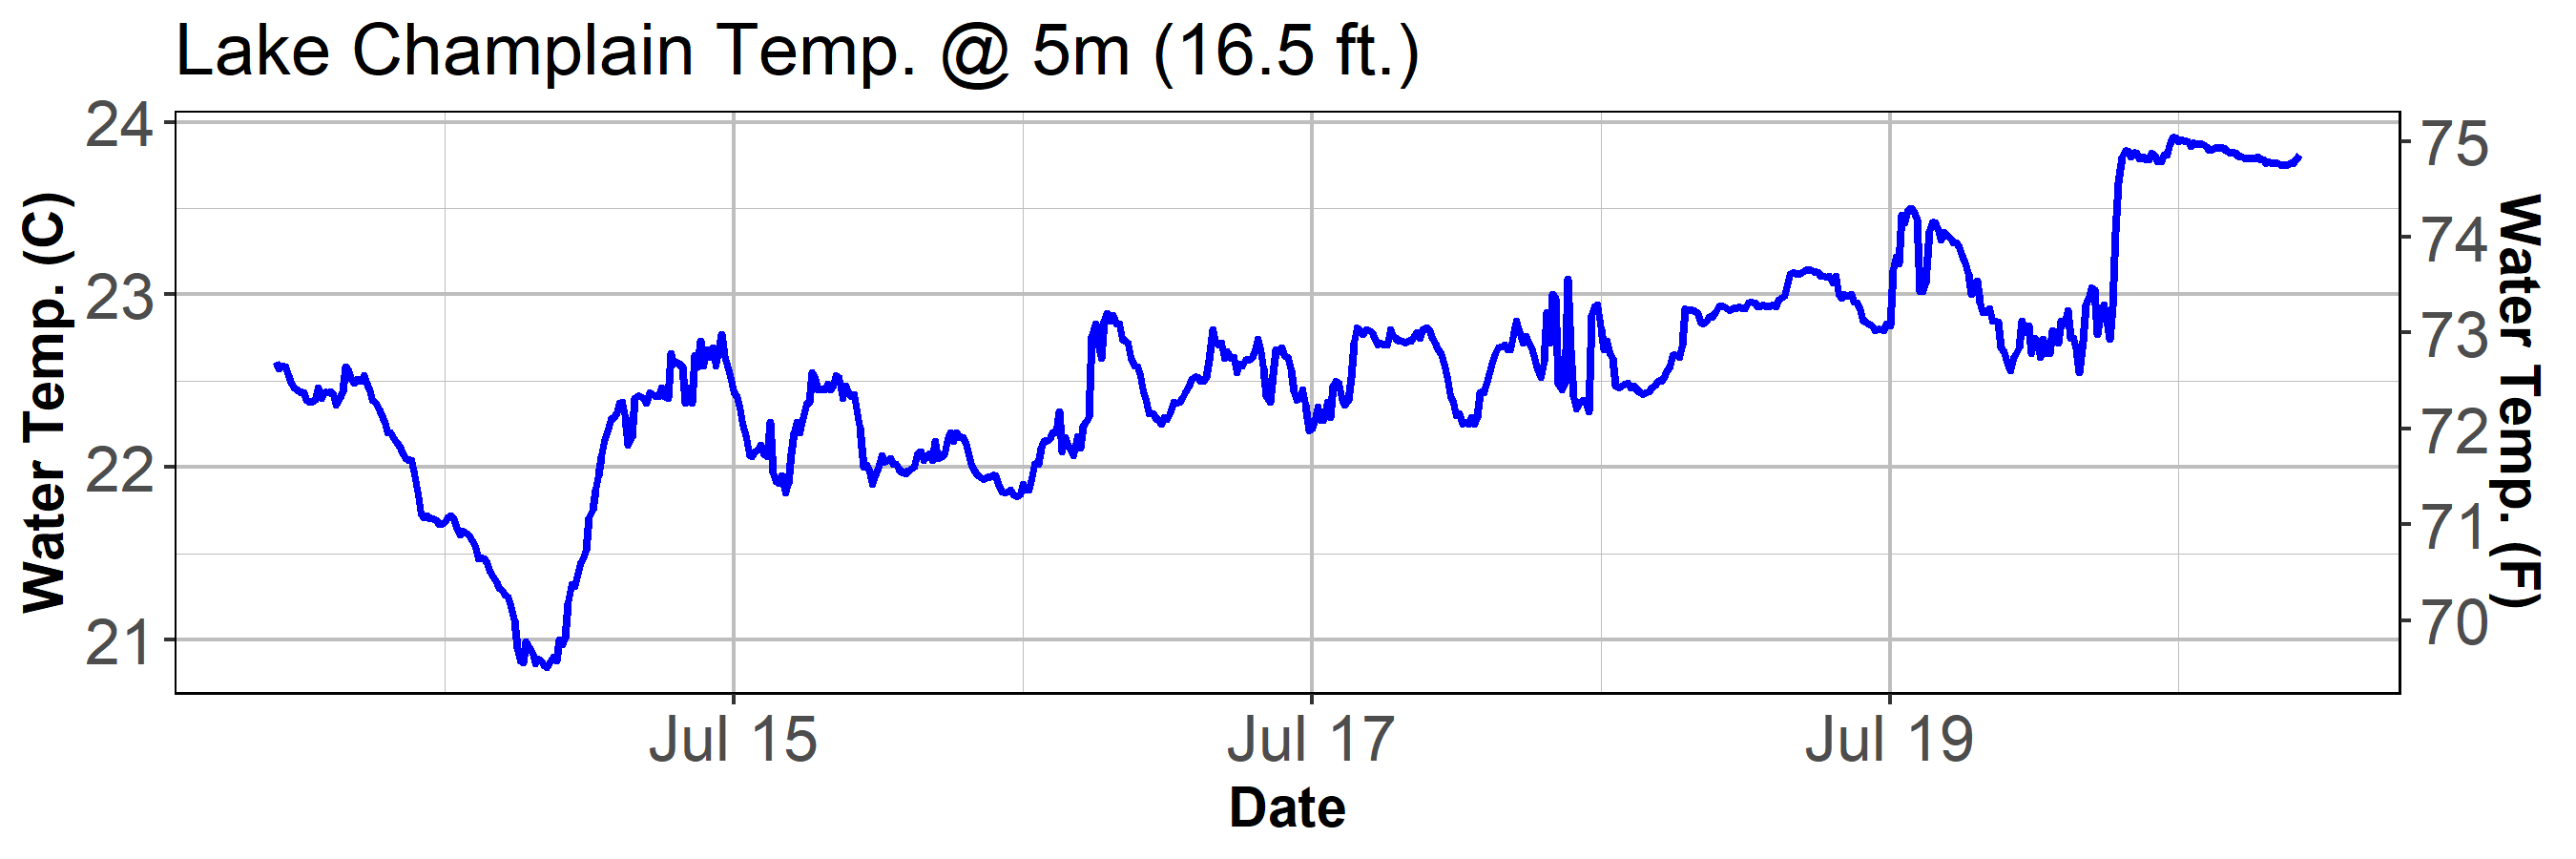 Lake Champlain Temp. @ 5m (16.5 ft.)
24
23
22
21
Water Temp. (C)
75
74
73
72
71
70
Water Temp. (F)
Jul 15 Jul 17 Jul 19
Date